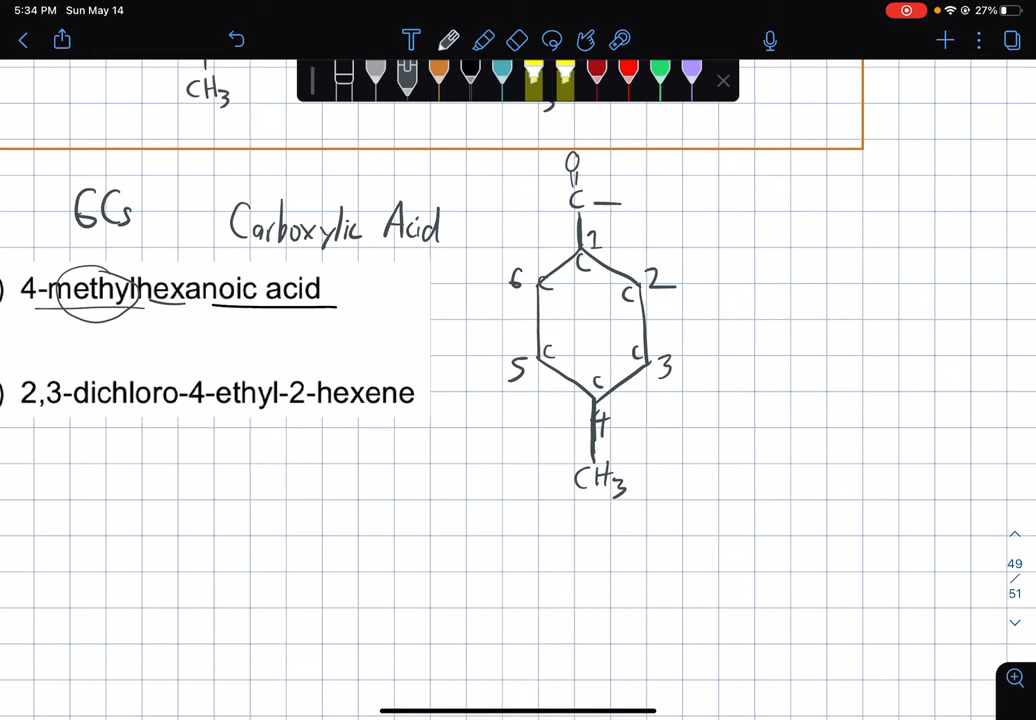 5:34 PM Sun May 14
27%
T
CH3
6Cs
Carboxylic Acid
) 4-methylhexanoic acid
) 2,3-dichloro-4-ethyl-2-hexene
O
C
1
C
6 C
C 2
5 C
C 3
C
4
CH3
49
/
51